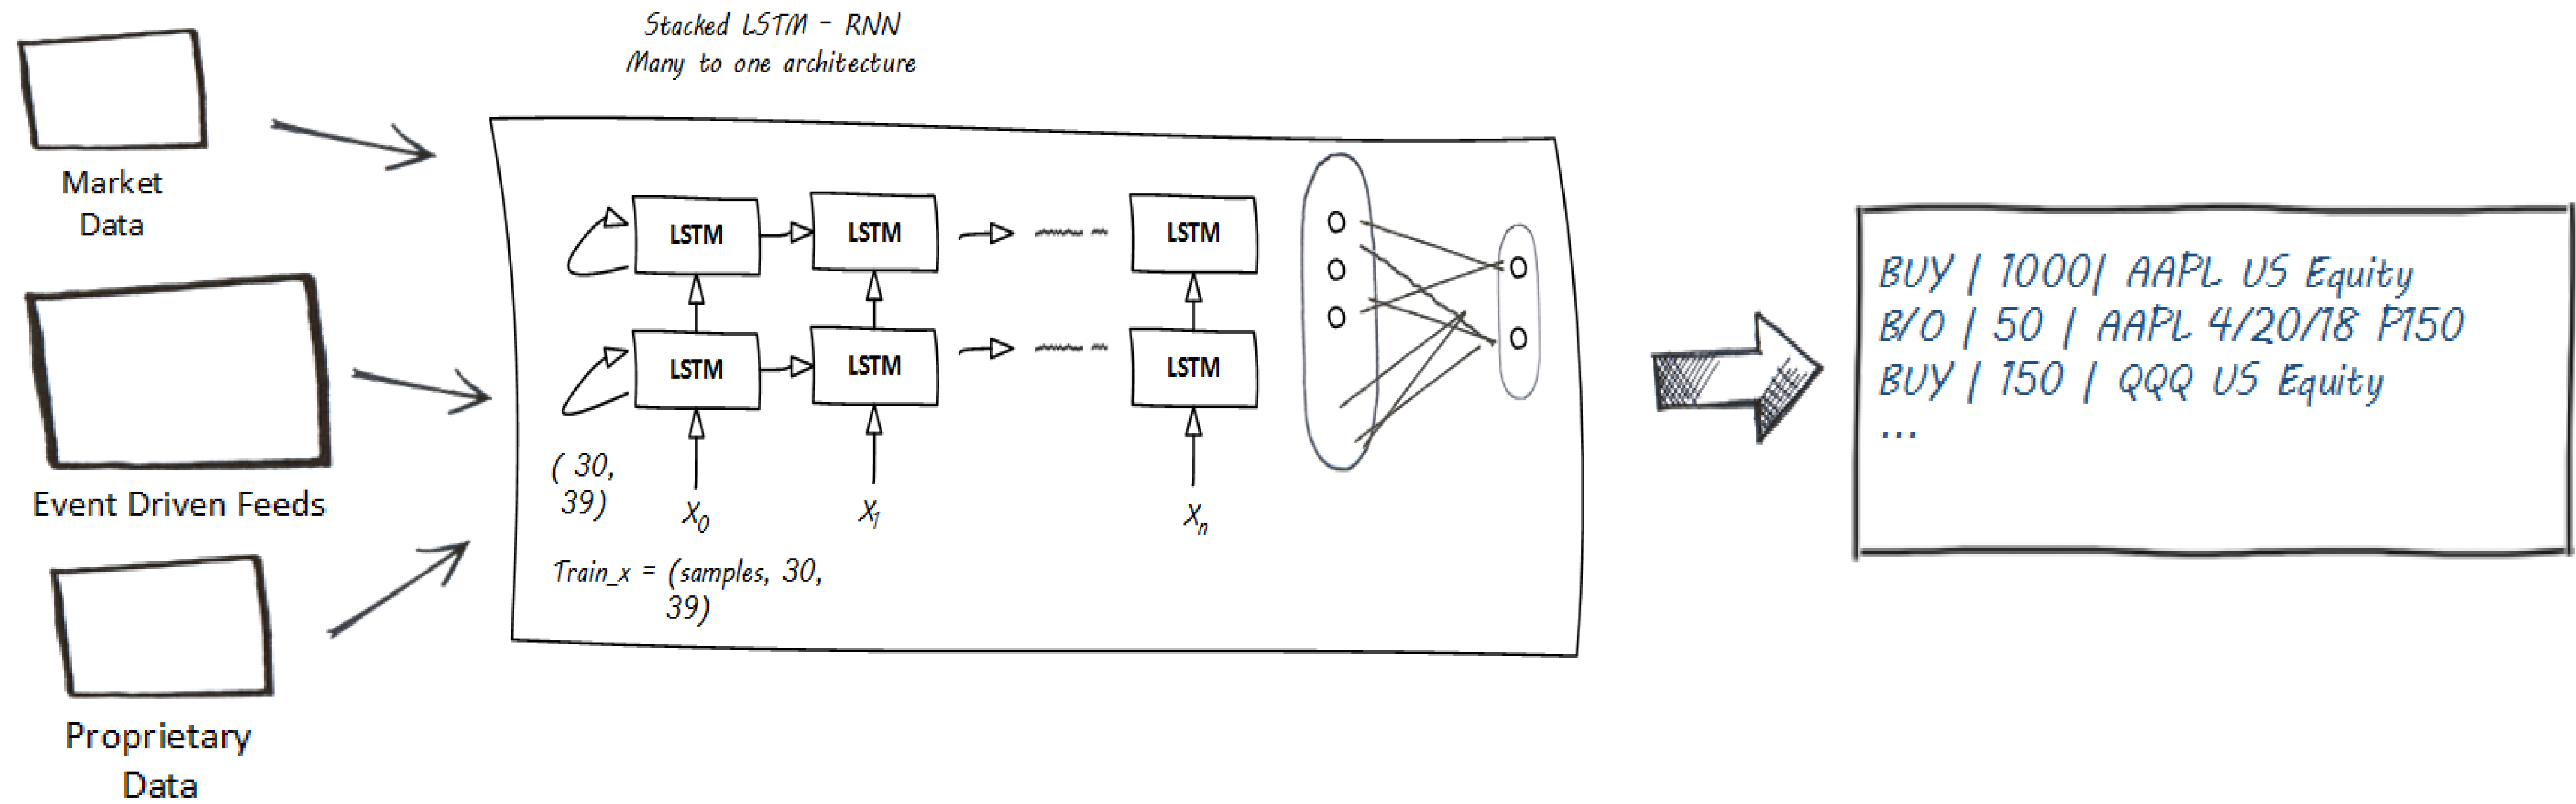 Stacked LSTM - RNN
Many to one architecture
Market
Data
Event Driven Feeds
Proprietary
Data
LSTM LSTM LSTM
LSTM LSTM LSTM
( 30,
39)
X0 X1 Xn
Train_x = (samples, 30,
39)
BUY | 1000| AAPL US Equity
B/O | 50 | AAPL 4/20/18 P150
BUY | 150 | QQQ US Equity
...